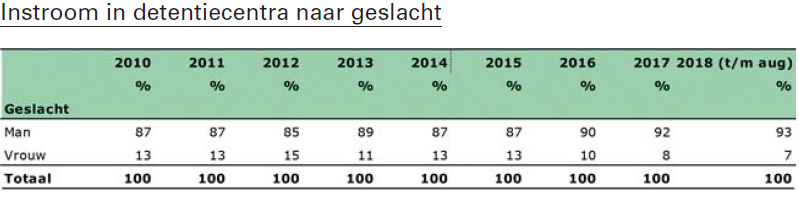 Instroom in detentiecentra naar geslacht
2010 2011 2012 2013 2014 2015 2016 2017 2018 (t/m aug)
% % % % % % % % %
Geslacht
Man 87 87 85 89 87 87 90 92 93
Vrouw 13 13 15 11 13 13 10 8 7
Totaal 100 100 100 100 100 100 100 100 100